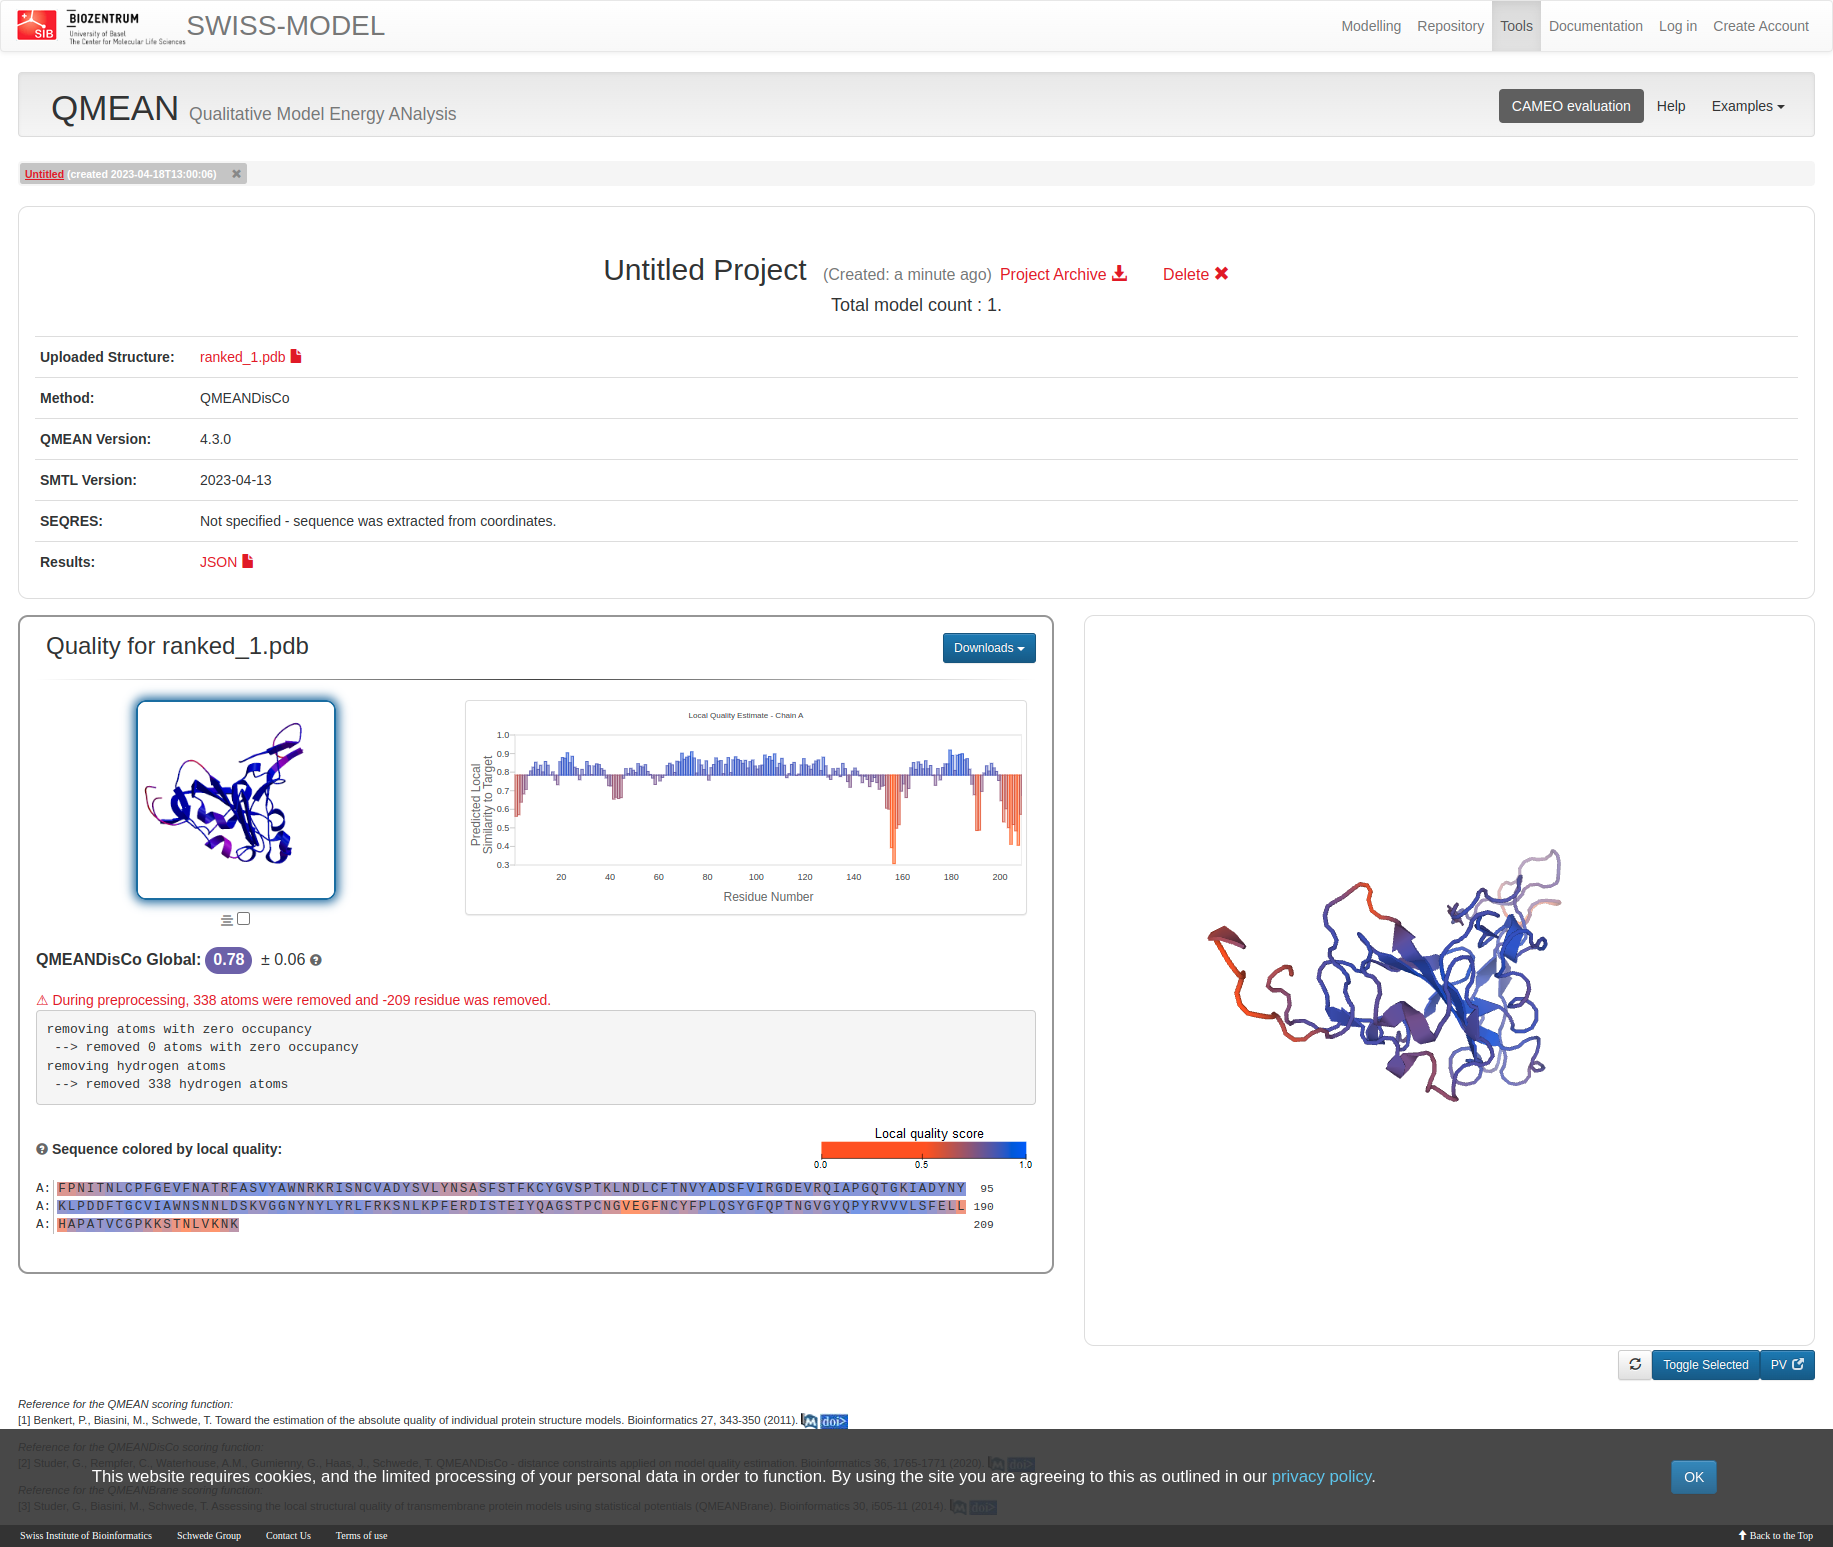 SIB
BIOZENTRUM
University of Basel
The Center for Molecular Life Sciences
SWISS-MODEL
Modelling Repository Tools Documentation Log in Create Account
QMEAN Qualitative Model Energy ANalysis
CAMEO evaluation Help Examples
Untitled (created 2023-04-18T13:00:06) ✖
Untitled Project (Created: a minute ago) Project Archive Delete ✖
Total model count : 1.
Uploaded Structure: ranked_1.pdb
Method: QMEANDisCo
QMEAN Version: 4.3.0
SMTL Version: 2023-04-13
SEQRES: Not specified - sequence was extracted from coordinates.
Results: JSON
Quality for ranked_1.pdb
Downloads
Local Quality Estimate - Chain A
Predicted Local
Similarity to Target
1.0
0.9
0.8
0.7
0.6
0.5
0.4
0.3
20 40 60 80 100 120 140 160 180 200
Residue Number
QMEANDisCo Global: 0.78 ± 0.06
⚠ During preprocessing, 338 atoms were removed and -209 residue was removed.
removing atoms with zero occupancy
--> removed 0 atoms with zero occupancy
removing hydrogen atoms
--> removed 338 hydrogen atoms
Sequence colored by local quality:
Local quality score
0.0 0.5 1.0
A: FPNITNLCPFGEVFNATRFASVYAWNRKRISNCVADYSVLYNSASFSTFKCYGVSPTKLNDLCFTNVYADSFVIRGDEVRQIAPGQTGKIADYNY 95
A: KLPDDFTGCVIAWNSNNLDSKVGGNYNYLYRLFRKSNLKPFERDISTEIYQAGSTPCNGVEGFNCYFPLQSYGFQPTNGVGYQPYRVVVLSFELL 190
A: HAPATVCGPKKSTNLVKNK 209
Toggle Selected PV
Reference for the QMEAN scoring function:
[1] Benkert, P., Biasini, M., Schwede, T. Toward the estimation of the absolute quality of individual protein structure models. Bioinformatics 27, 343-350 (2011). M doi>
Reference for the QMEANDisCo scoring function:
[2] Studer, G., Rempfer, C., Waterhouse, A.M., Gumienny, G., Haas, J., Schwede, T. QMEANDisCo - distance constraints applied on model quality estimation. Bioinformatics 36, 1765-1771 (2020). M doi>
This website requires cookies, and the limited processing of your personal data in order to function. By using the site you are agreeing to this as outlined in our privacy policy. OK
Reference for the QMEANBrane scoring function:
[3] Studer, G., Biasini, M., Schwede, T. Assessing the local structural quality of transmembrane protein models using statistical potentials (QMEANBrane). Bioinformatics 30, i505-11 (2014). M doi>
Swiss Institute of Bioinformatics Schwede Group Contact Us Terms of use Back to the Top